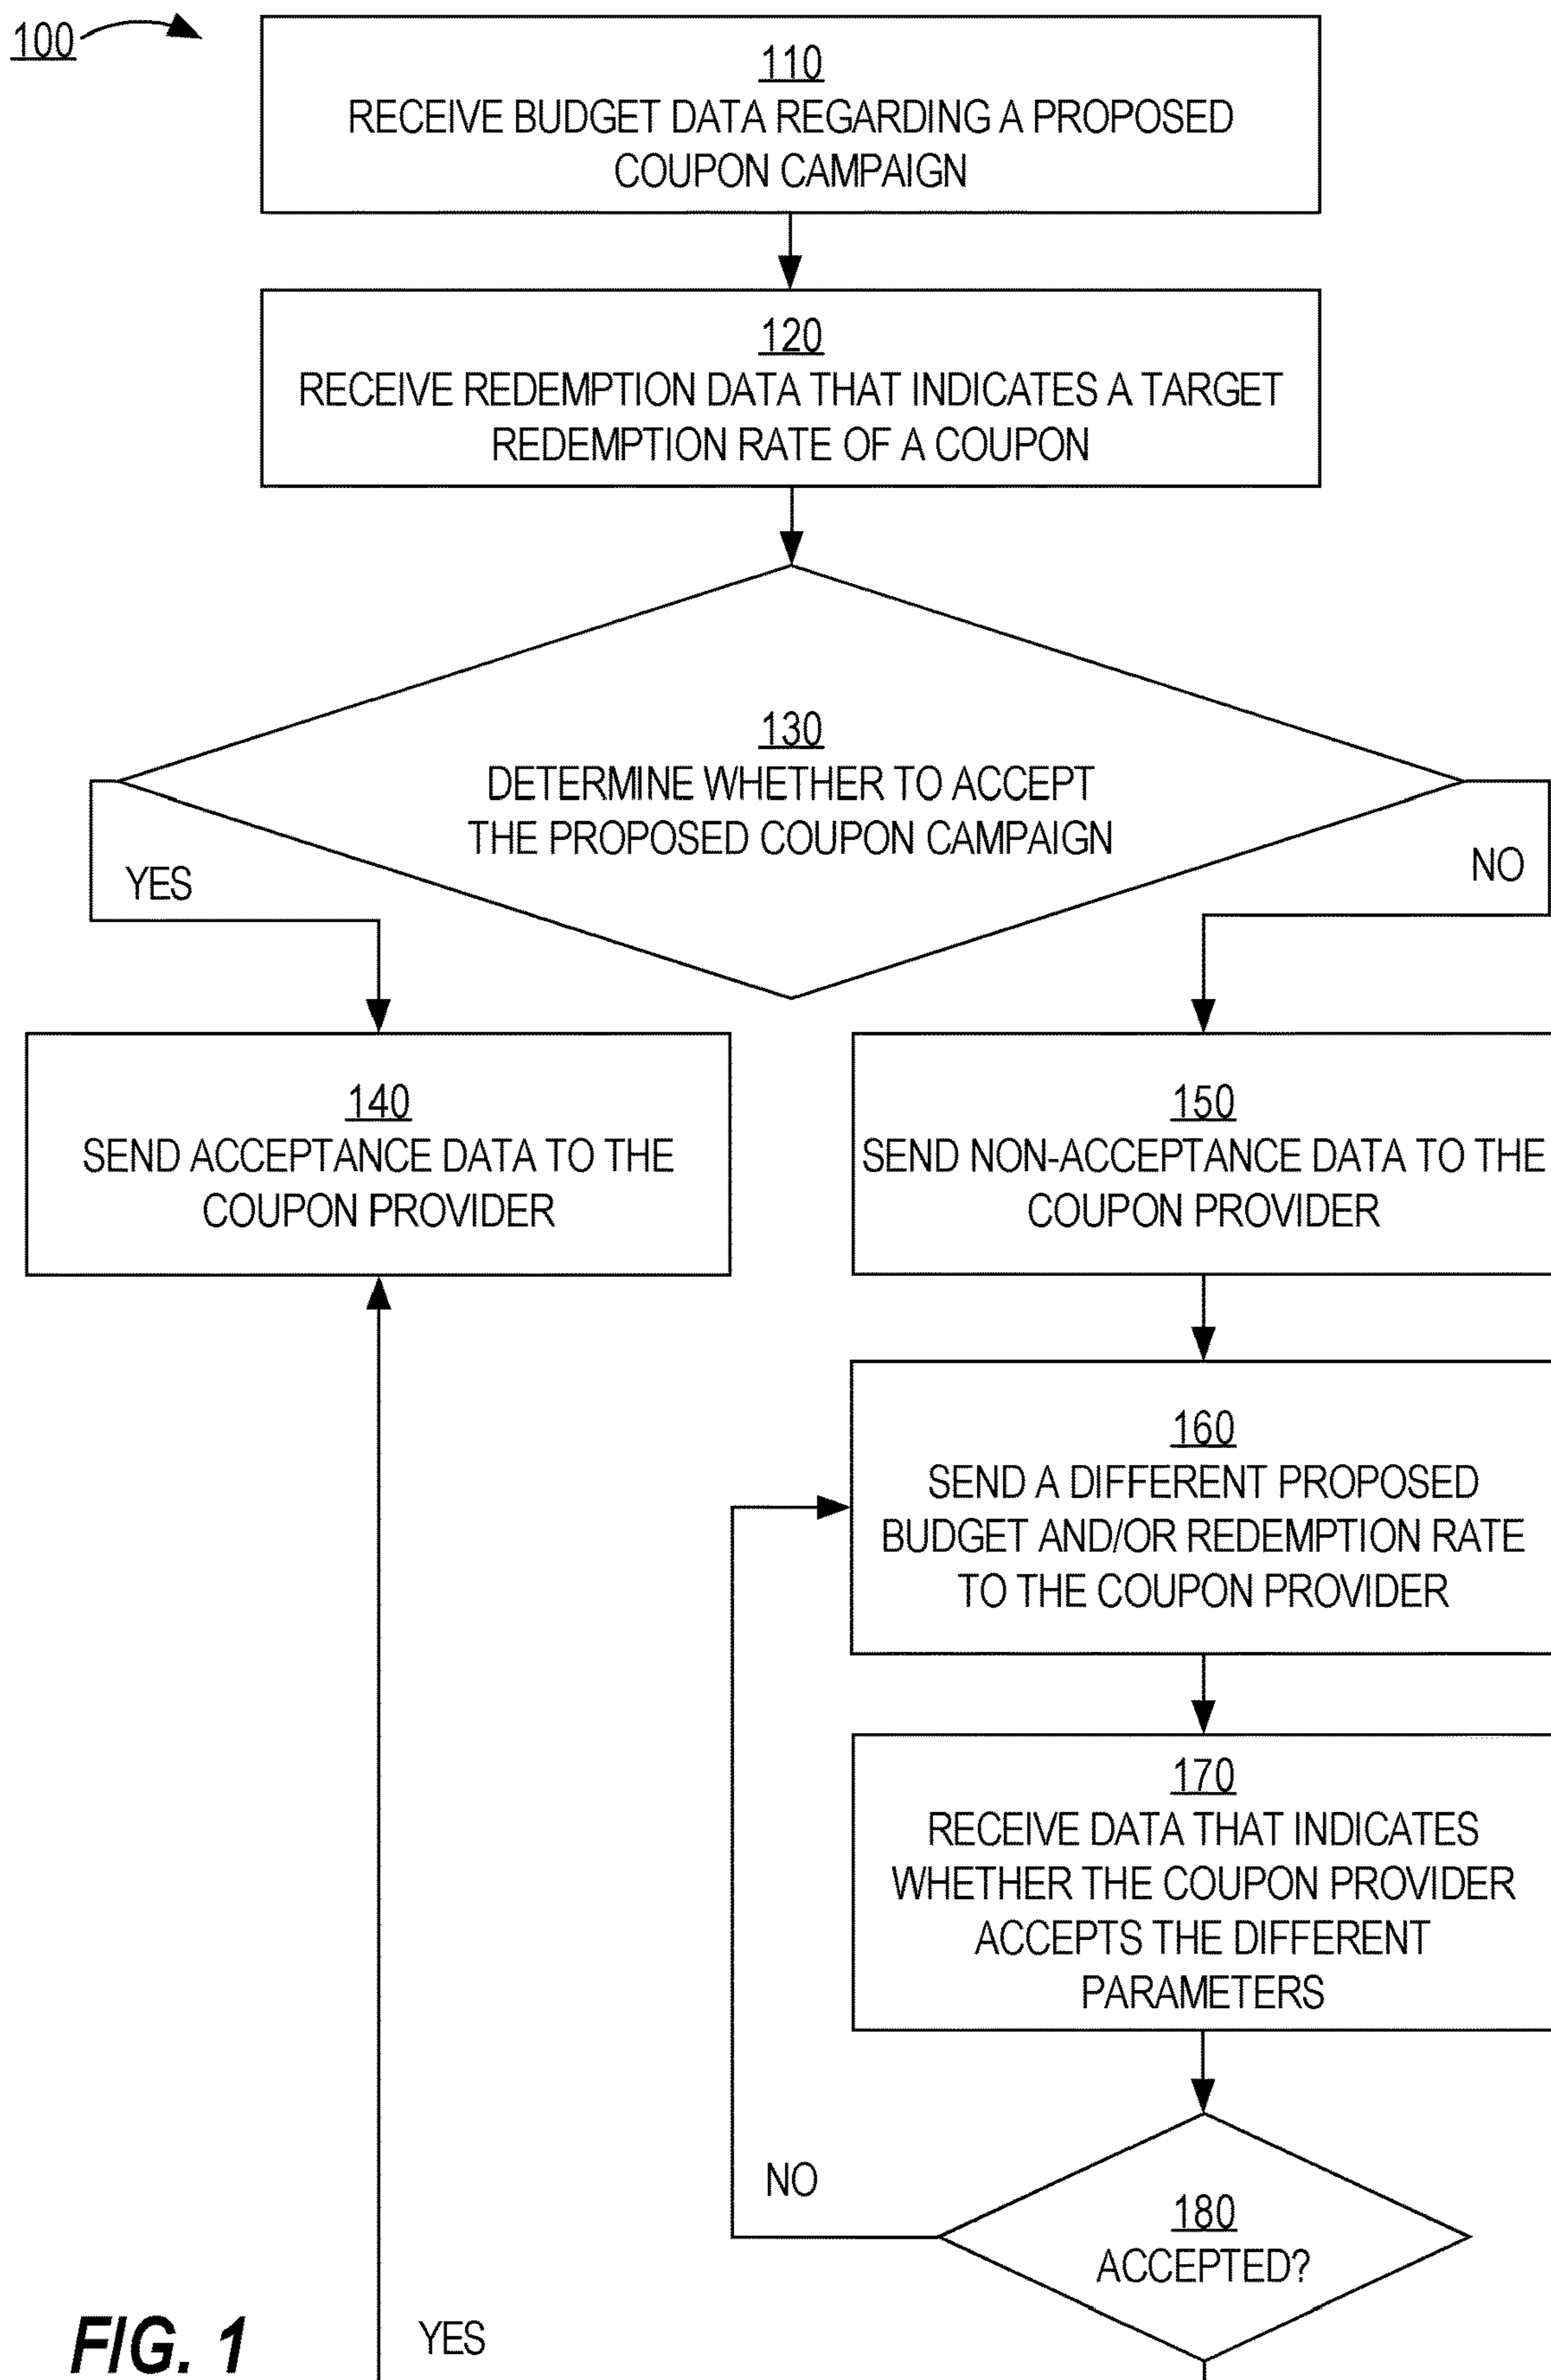 100
110
RECEIVE BUDGET DATA REGARDING A PROPOSED
COUPON CAMPAIGN
120
RECEIVE REDEMPTION DATA THAT INDICATES A TARGET
REDEMPTION RATE OF A COUPON
130
DETERMINE WHETHER TO ACCEPT
THE PROPOSED COUPON CAMPAIGN
YES
NO
140
SEND ACCEPTANCE DATA TO THE
COUPON PROVIDER
150
SEND NON-ACCEPTANCE DATA TO THE
COUPON PROVIDER
160
SEND A DIFFERENT PROPOSED
BUDGET AND/OR REDEMPTION RATE
TO THE COUPON PROVIDER
170
RECEIVE DATA THAT INDICATES
WHETHER THE COUPON PROVIDER
ACCEPTS THE DIFFERENT
PARAMETERS
NO
180
ACCEPTED?
YES
FIG. 1